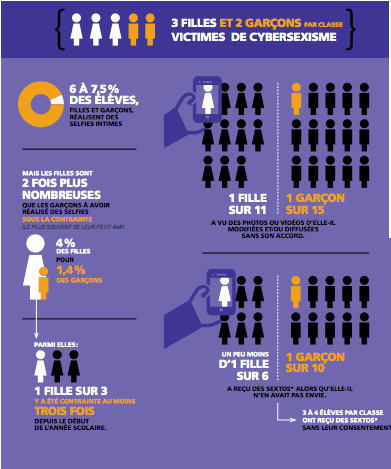 3 FILLES ET 2 GARÇONS PAR CLASSE
VICTIMES DE CYBERSEXISME
6 À 7,5%
DES ÉLÈVES,
FILLES ET GARÇONS,
RÉALISENT DES
SELFIES INTIMES
MAIS LES FILLES SONT
2 FOIS PLUS
NOMBREUSES
QUE LES GARÇONS À AVOIR
RÉALISÉ DES SELFIES
SOUS LA CONTRAINTE
(LE PLUS SOUVENT DE LEUR PETIT AMI)
4%
DES FILLES
POUR
1,4%
DES GARÇONS
PARMI ELLES:
1 FILLE SUR 3
Y A ÉTÉ CONTRAINTE AU MOINS
TROIS FOIS
DEPUIS LE DÉBUT
DE L'ANNÉE SCOLAIRE.
1 FILLE
SUR 11
1 GARÇON
SUR 15
A VU DES PHOTOS OU VIDÉOS D'ELLE-IL
MODIFIÉES ET/OU DIFFUSÉES
SANS SON ACCORD.
UN PEU MOINS
D'1 FILLE
SUR 6
1 GARÇON
SUR 10
A REÇU DES SEXTOS* ALORS QU'ELLE-IL
N'EN AVAIT PAS ENVIE.
3 À 4 ÉLÈVES PAR CLASSE
ONT REÇU DES SEXTOS*
SANS LEUR CONSENTEMENT